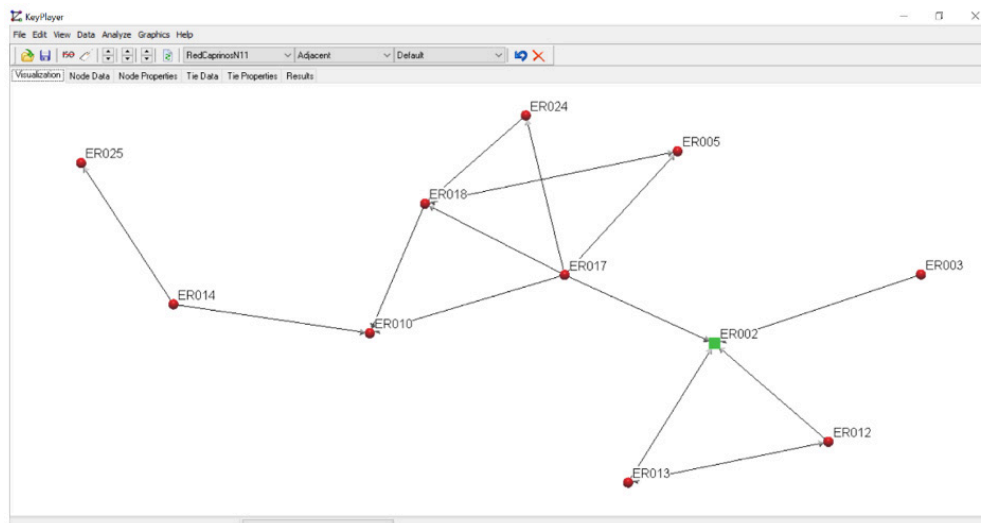 KeyPlayer
File Edit View Data Analyze Graphics Help
ISO RedCaprinosN11 Adjacent Default
Visualization Node Data Node Properties Tie Data Tie Properties Results
ER024
ER005
ER025
ER018
ER017
ER003
ER014
ER010
ER002
ER012
ER013